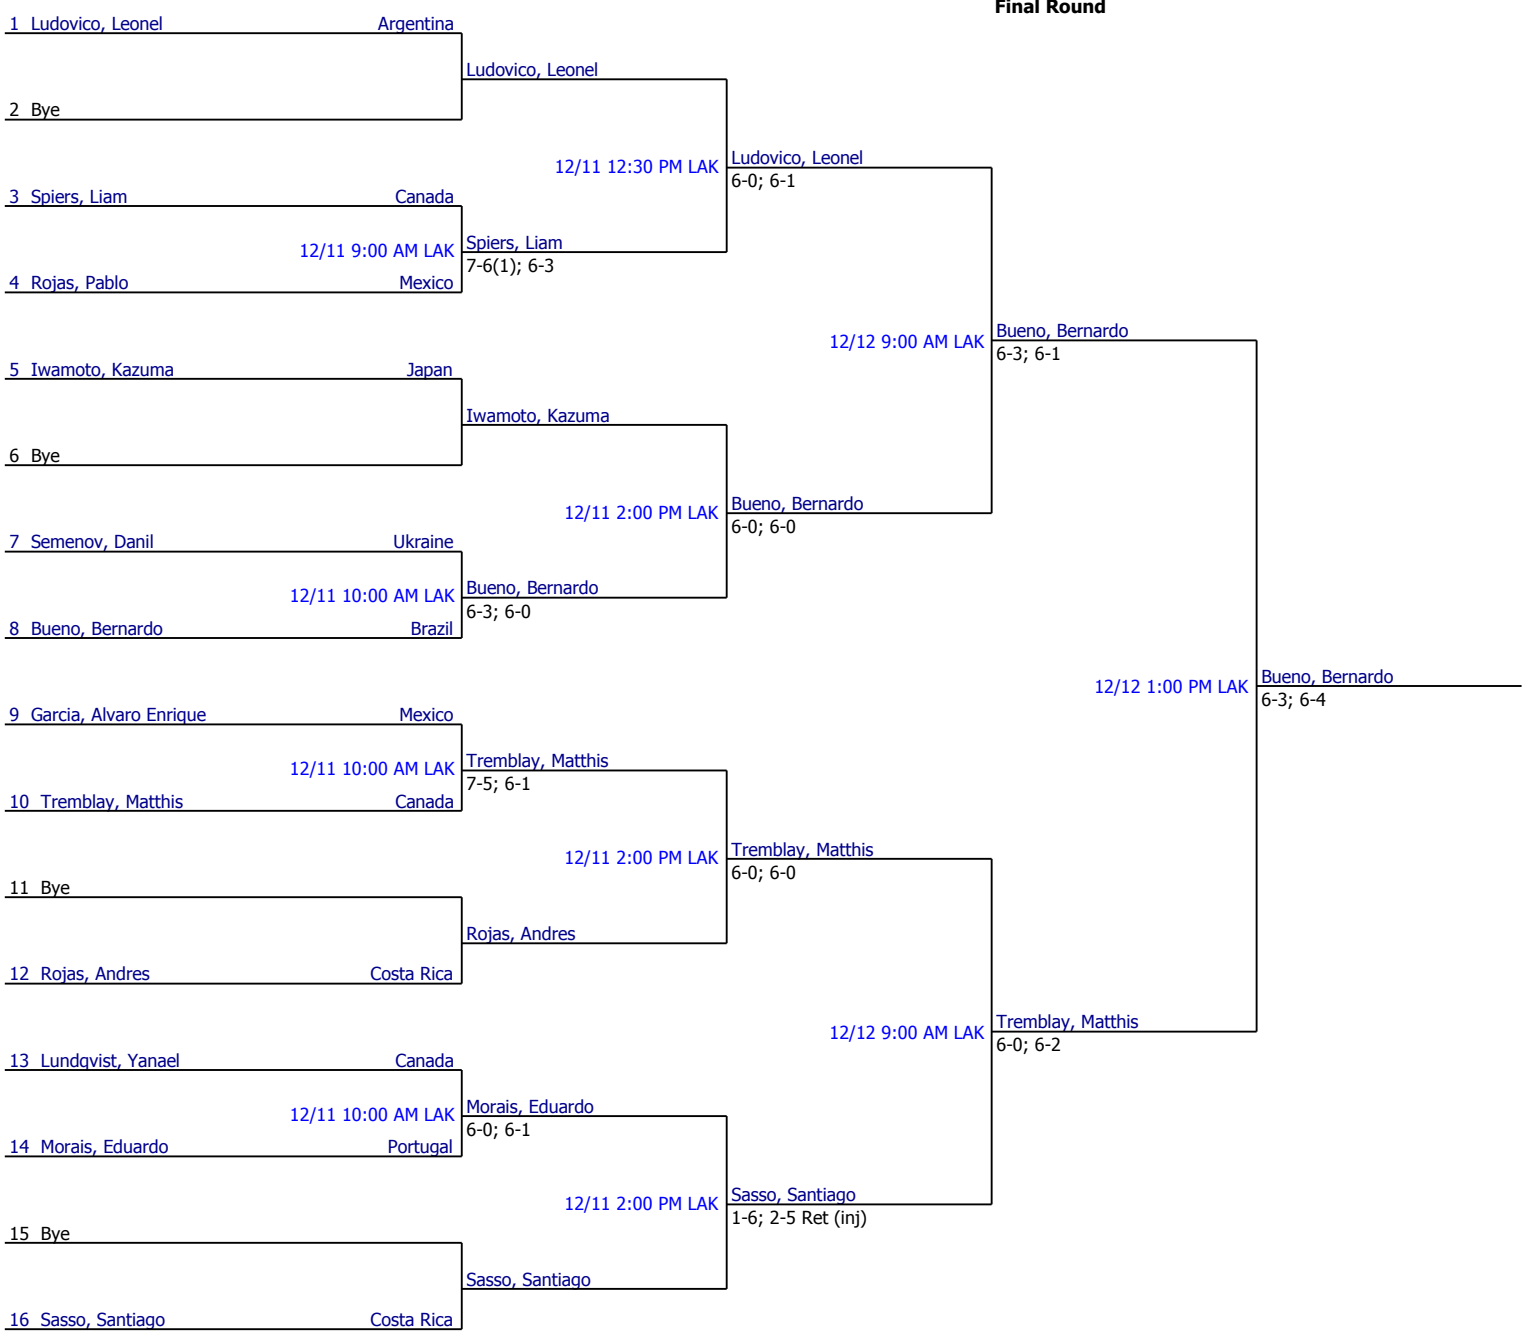 Final Round
1 Ludovico, Leonel Argentina
Ludovico, Leonel
2 Bye
12/11 12:30 PM LAK Ludovico, Leonel
6-0; 6-1
3 Spiers, Liam Canada
12/11 9:00 AM LAK Spiers, Liam
7-6(1); 6-3
4 Rojas, Pablo Mexico
12/12 9:00 AM LAK Bueno, Bernardo
6-3; 6-1
5 Iwamoto, Kazuma Japan
Iwamoto, Kazuma
6 Bye
12/11 2:00 PM LAK Bueno, Bernardo
6-0; 6-0
7 Semenov, Danil Ukraine
12/11 10:00 AM LAK Bueno, Bernardo
6-3; 6-0
8 Bueno, Bernardo Brazil
12/12 1:00 PM LAK Bueno, Bernardo
6-3; 6-4
9 Garcia, Alvaro Enrique Mexico
12/11 10:00 AM LAK Tremblay, Matthis
7-5; 6-1
10 Tremblay, Matthis Canada
12/11 2:00 PM LAK Tremblay, Matthis
6-0; 6-0
11 Bye
Rojas, Andres
12 Rojas, Andres Costa Rica
12/12 9:00 AM LAK Tremblay, Matthis
6-0; 6-2
13 Lundqvist, Yanael Canada
12/11 10:00 AM LAK Morais, Eduardo
6-0; 6-1
14 Morais, Eduardo Portugal
12/11 2:00 PM LAK Sasso, Santiago
1-6; 2-5 Ret (inj)
15 Bye
Sasso, Santiago
16 Sasso, Santiago Costa Rica